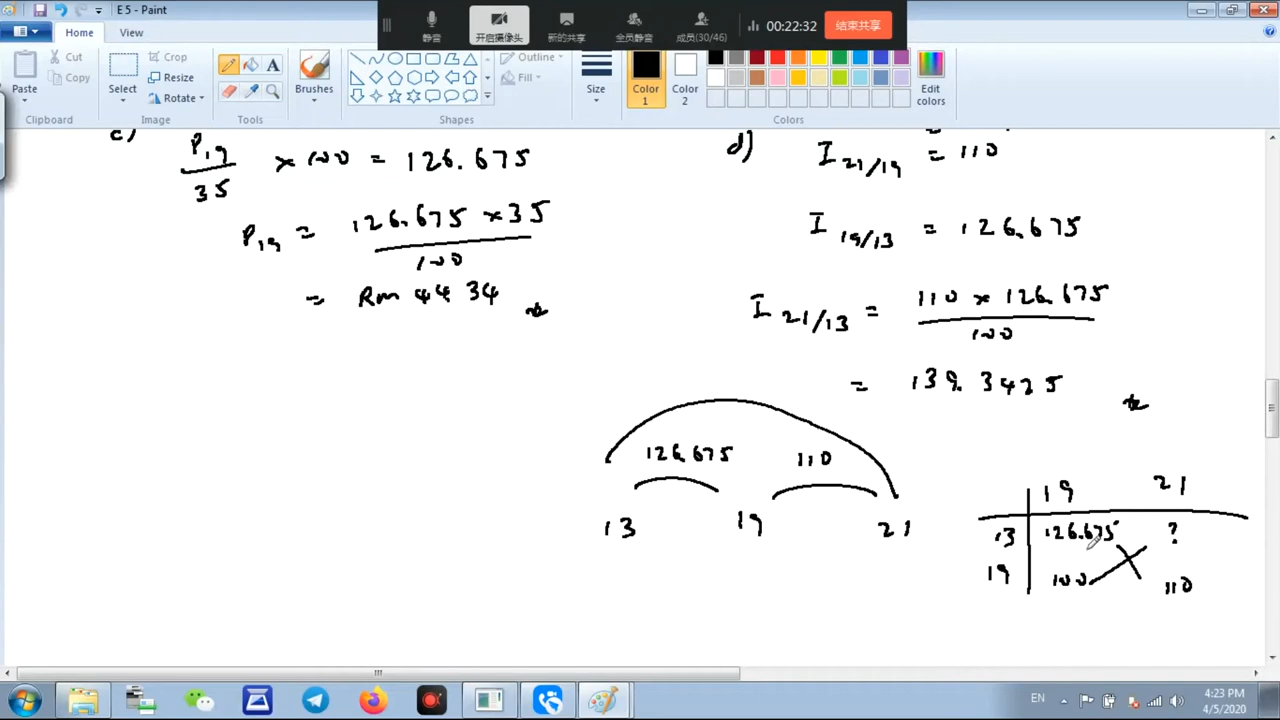 E 5 - Paint
静音
开启摄像头
新的共享
全员静音
成员(30/46)
00:22:32
结束共享
Home
View
Paste
Cut
Copy
Clipboard
Select
Crop
Resize
Rotate
Image
Tools
Brushes
Outline
Fill
Shapes
Size
Color 1
Color 2
Edit colors
Colors
c)
P19/35 × 100 = 126.675
P19 = 126.675 × 35 / 100
= Rm 44 34
d)
I 21/19 = 110
I 19/13 = 126.675
I 21/13 = 110 × 126.675 / 100
= 139.3425
126.675 110
13 19 21
19 21
13 126.675 ?
19 100 110
EN
4:23 PM
4/5/2020